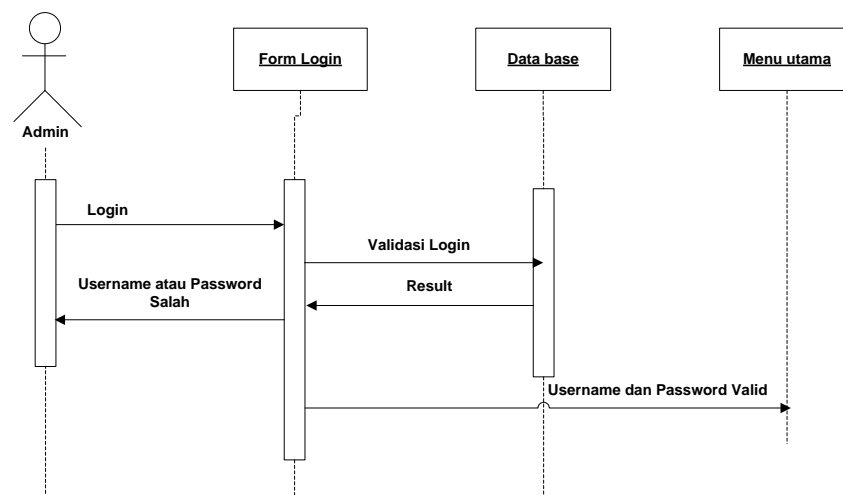 Form Login
Data base
Menu utama
Admin
Login
Validasi Login
Username atau Password
Salah
Result
Username dan Password Valid